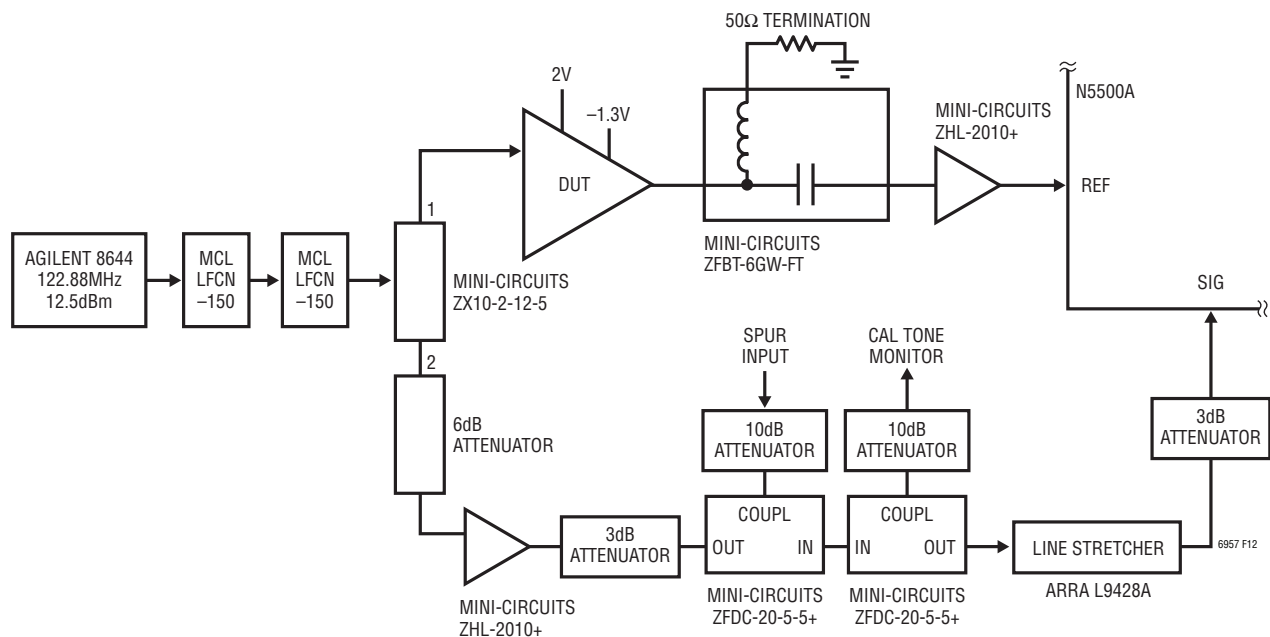 50Ω TERMINATION
2V
–1.3V
DUT
MINI-CIRCUITS
ZFBT-6GW-FT
MINI-CIRCUITS
ZHL-2010+
N5500A
REF
SIG
AGILENT 8644
122.88MHz
12.5dBm
MCL
LFCN
–150
MCL
LFCN
–150
1
MINI-CIRCUITS
ZX10-2-12-5
2
6dB
ATTENUATOR
SPUR
INPUT
CAL TONE
MONITOR
10dB
ATTENUATOR
10dB
ATTENUATOR
3dB
ATTENUATOR
MINI-CIRCUITS
ZHL-2010+
3dB
ATTENUATOR
COUPL
OUT IN
MINI-CIRCUITS
ZFDC-20-5-5+
COUPL
IN OUT
MINI-CIRCUITS
ZFDC-20-5-5+
LINE STRETCHER
ARRA L9428A
6957 F12